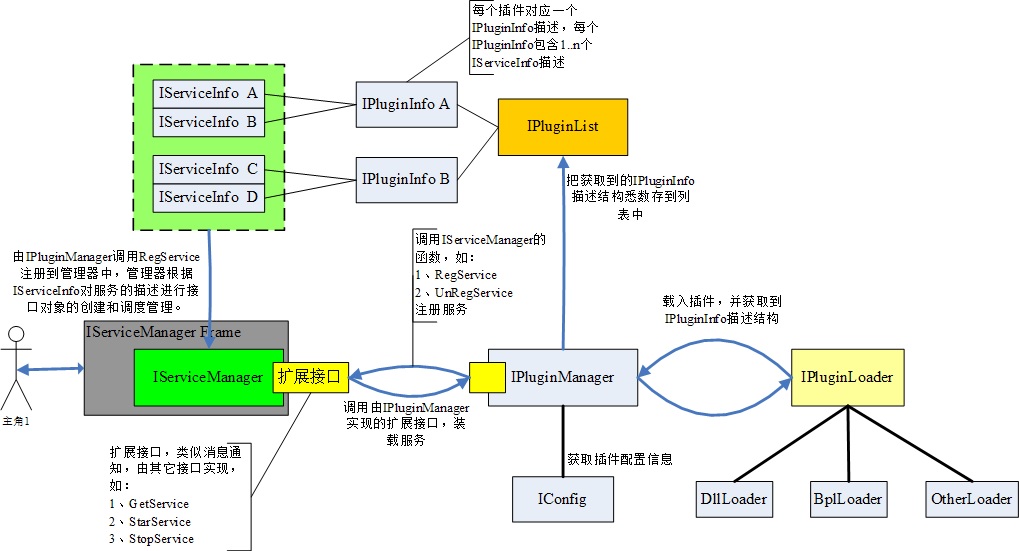 每个插件对应一个
IPluginInfo描述，每个
IPluginInfo包含1..n个
IServiceInfo描述
IServiceInfo A
IServiceInfo B
IServiceInfo C
IServiceInfo D
IPluginInfo A
IPluginInfo B
IPluginList
把获取到的IPluginInfo
描述结构悉数存到列
表中
由IPluginManager调用RegService
注册到管理器中，管理器根据
IServiceInfo对服务的描述进行接
口对象的创建和调度管理。
调用IServiceManager的
函数，如：
1、RegService
2、UnRegService
注册服务
载入插件，并获取到
IPluginInfo描述结构
IServiceManager Frame
IServiceManager
扩展接口
IPluginManager
IPluginLoader
主角1
调用由IPluginManager
实现的扩展接口，装
载服务
扩展接口，类似消息通
知，由其它接口实现，
如：
1、GetService
2、StarService
3、StopService
获取插件配置信息
IConfig
DllLoader
BplLoader
OtherLoader